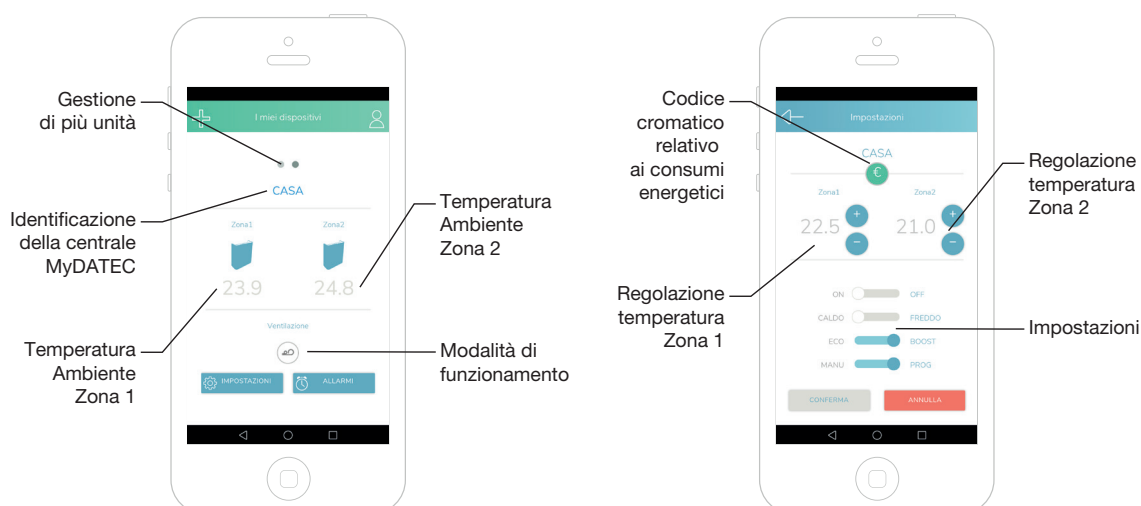 Gestione
di più unità
Identificazione
della centrale
MyDATEC
Temperatura
Ambiente
Zona 1
I miei dispositivi
CASA
Zona1
Zona2
23.9
24.8
Ventilazione
IMPOSTAZIONI
ALLARMI
Temperatura
Ambiente
Zona 2
Modalità di
funzionamento
Codice
cromatico
relativo
ai consumi
energetici
Regolazione
temperatura
Zona 1
Impostazioni
CASA
€
Zona1
Zona2
22.5
+
−
21.0
+
−
ON
OFF
CALDO
FREDDO
ECO
BOOST
MANU
PROG
CONFERMA
ANNULLA
Regolazione
temperatura
Zona 2
Impostazioni